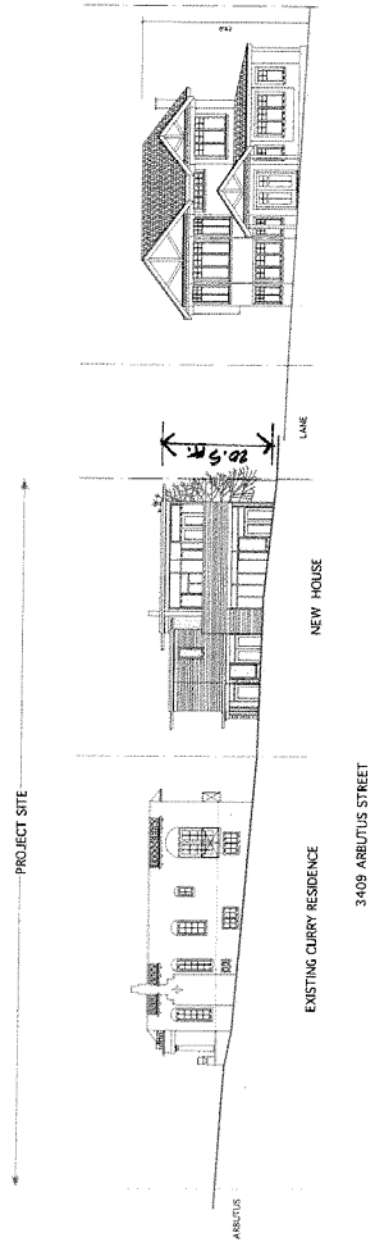 PROJECT SITE
20.5 ft.
ARBUTUS
LANE
EXISTING CURRY RESIDENCE
NEW HOUSE
3409 ARBUTUS STREET